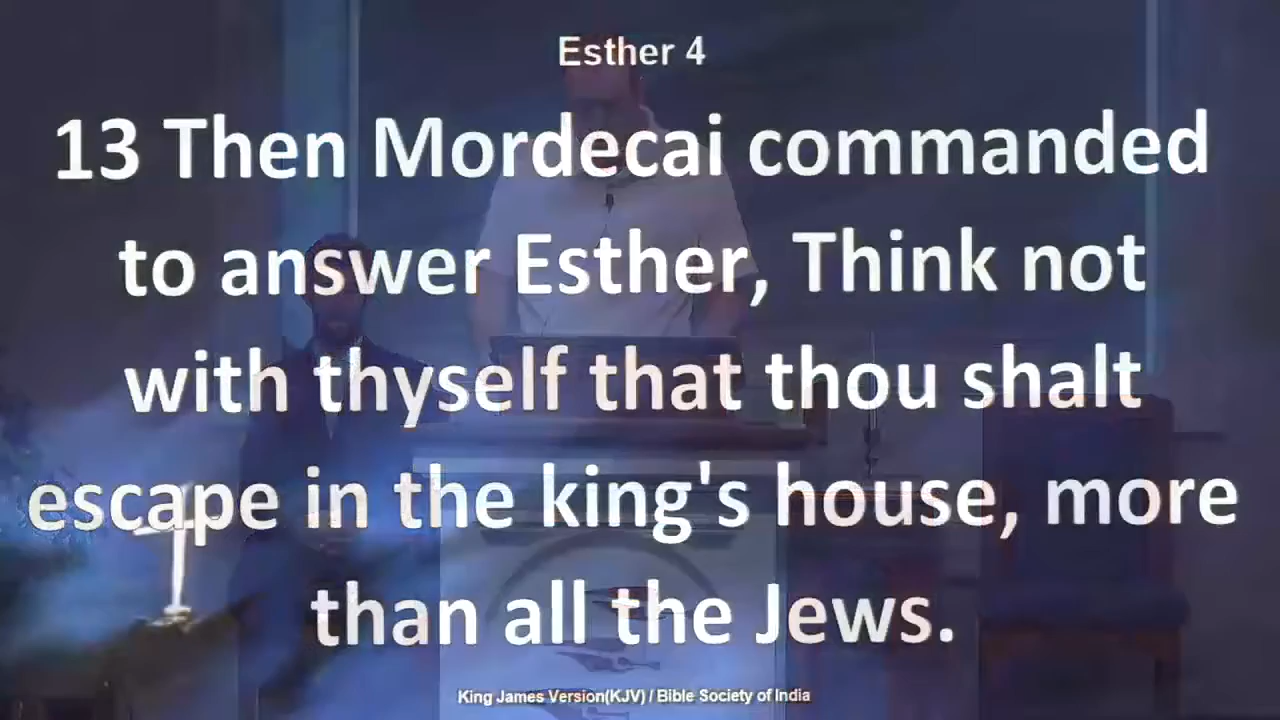 Esther 4
13 Then Mordecai commanded
to answer Esther, Think not
with thyself that thou shalt
escape in the king's house, more
than all the Jews.
King James Version(KJV) / Bible Society of India